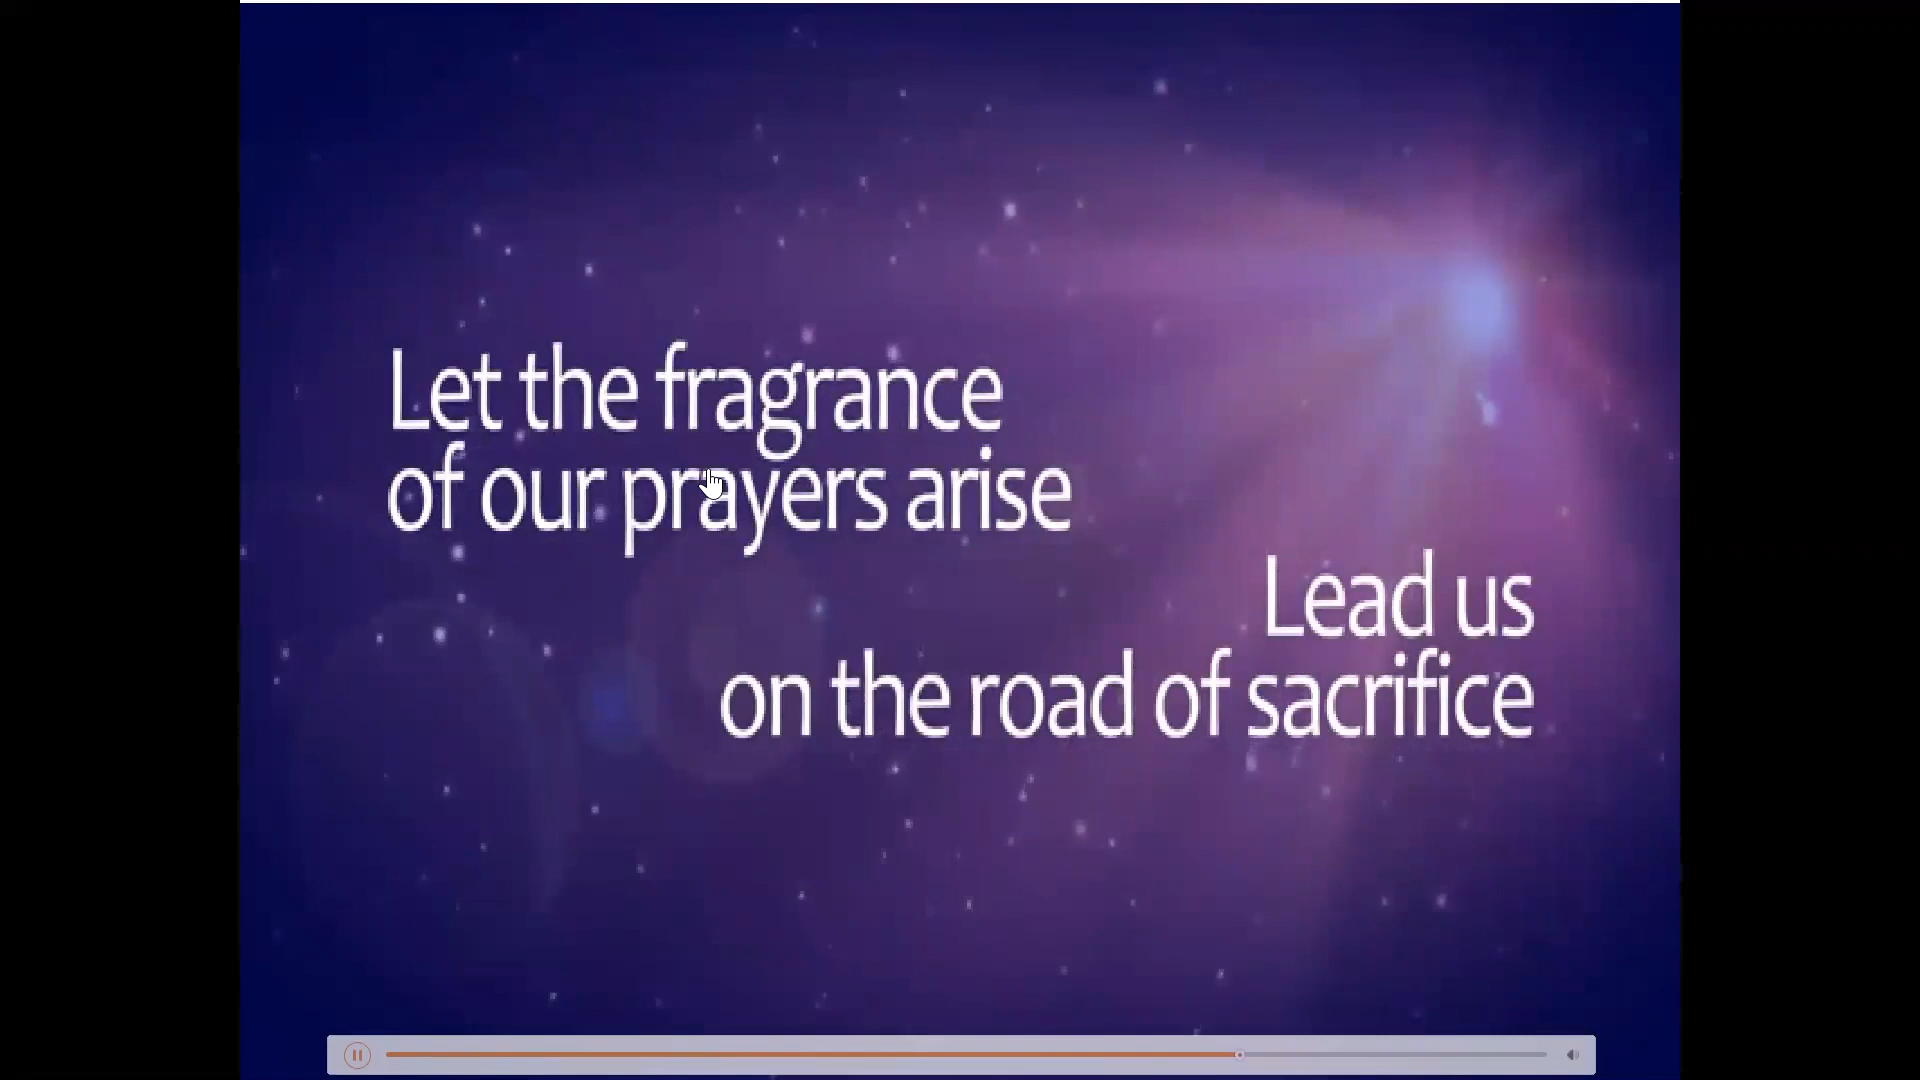 Let the fragrance
of our prayers arise
Lead us
on the road of sacrifice